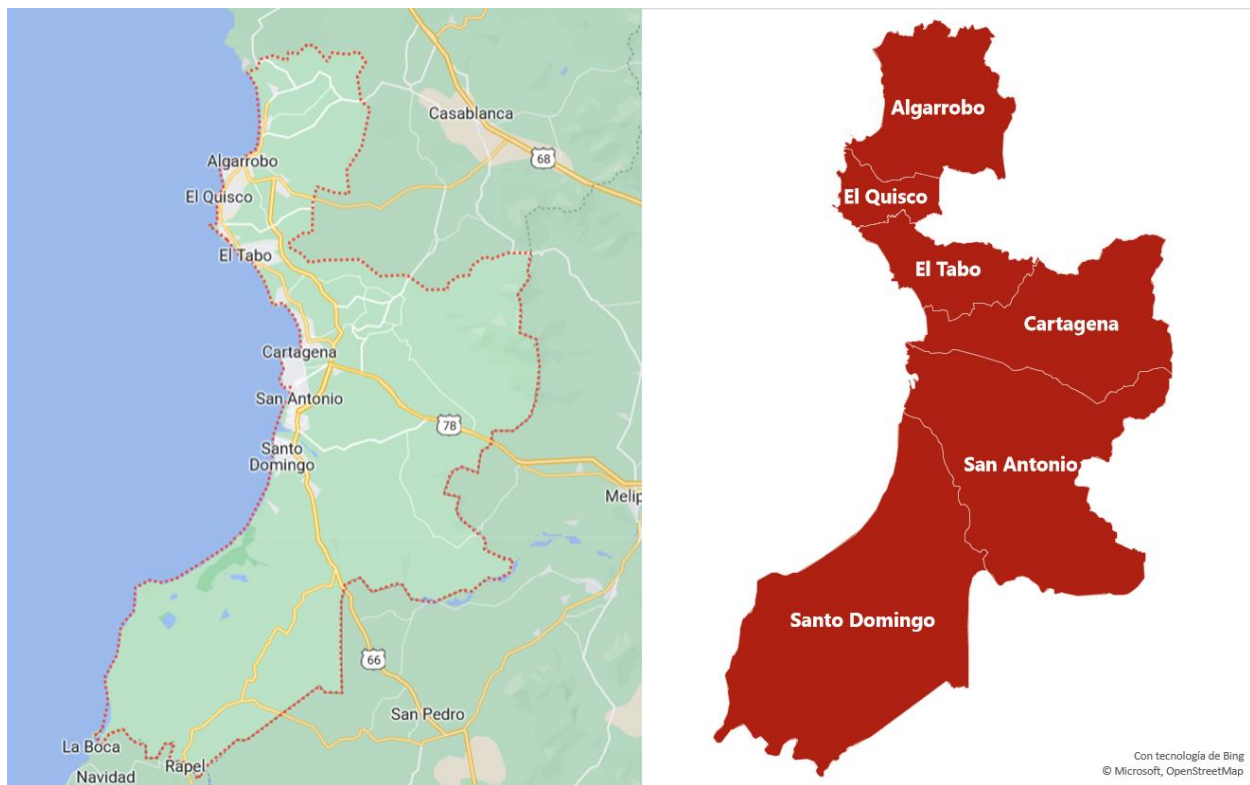 Casablanca
68
Algarrobo
El Quisco
El Tabo
Cartagena
San Antonio
78
Santo
Domingo
Melip
66
San Pedro
La Boca
Navidad
Rapel
Algarrobo
El Quisco
El Tabo
Cartagena
San Antonio
Santo Domingo
Con tecnología de Bing
© Microsoft, OpenStreetMap